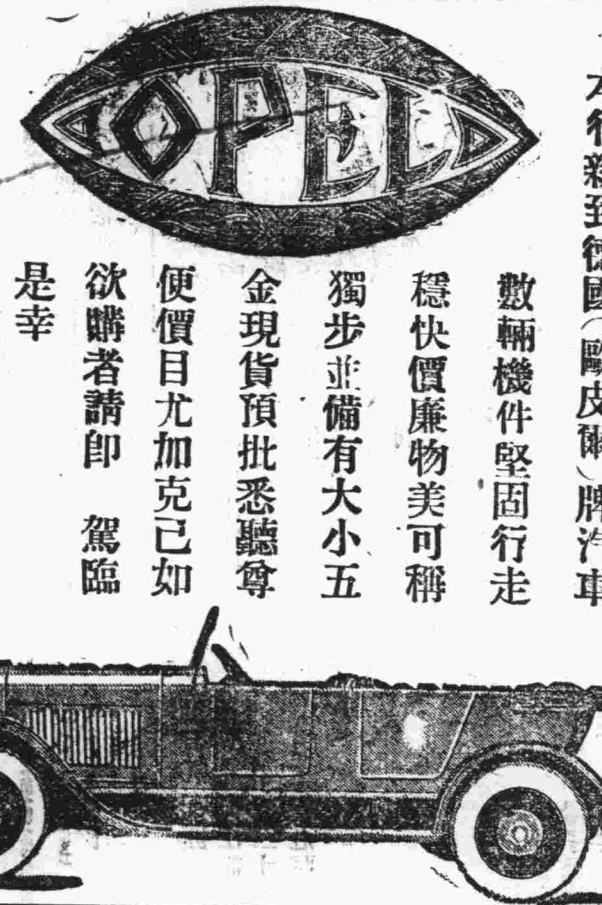 OPEL
本行新到德國(歐皮爾)牌汽車
數輛機件堅固行走
穩快價廉物美可稱
獨步並備有大小五
金現貨預批悉聽尊
便價目尤加克己如
欲購者請卽 駕臨
是幸